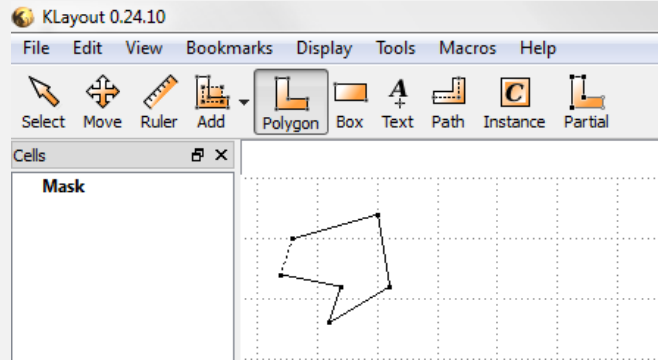 KLayout 0.24.10
File Edit View Bookmarks Display Tools Macros Help
Select Move Ruler Add Polygon Box Text Path Instance Partial
Cells
Mask